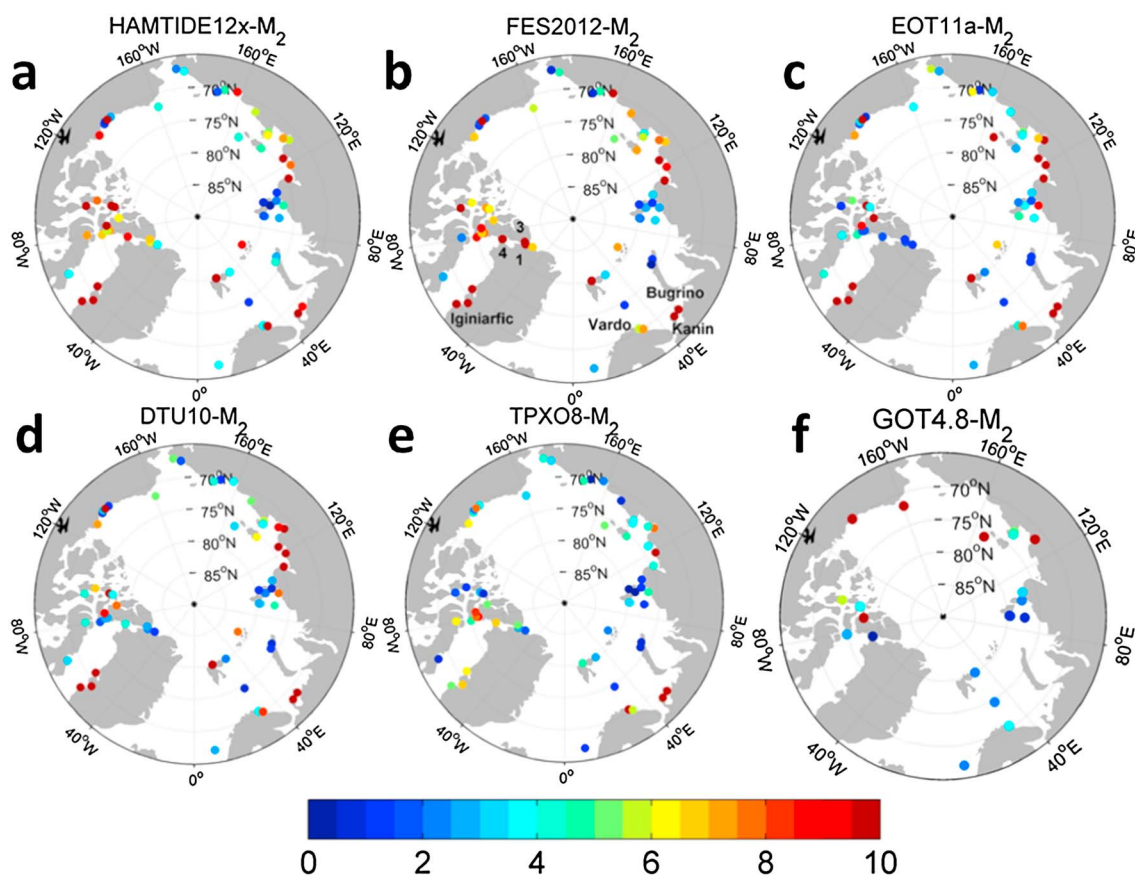 HAMTIDE12x-M2
FES2012-M2
EOT11a-M2
a
160°W
160°E
120°W
120°E
70°N
75°N
80°N
85°N
80°W
80°E
40°W
40°E
0°
b
160°W
160°E
120°W
120°E
70°N
75°N
80°N
85°N
3
4
1
Iginiarfic
Vardo
Bugrino
Kanin
80°W
80°E
40°W
40°E
0°
c
160°W
160°E
120°W
120°E
70°N
75°N
80°N
85°N
80°W
80°E
40°W
40°E
0°
DTU10-M2
TPXO8-M2
GOT4.8-M2
d
160°W
160°E
120°W
120°E
70°N
75°N
80°N
85°N
80°W
80°E
40°W
40°E
0°
e
160°W
160°E
120°W
120°E
70°N
75°N
80°N
85°N
80°W
80°E
40°W
40°E
0°
f
160°W
160°E
120°W
120°E
70°N
75°N
80°N
85°N
80°W
80°E
40°W
40°E
0 2 4 6 8 10